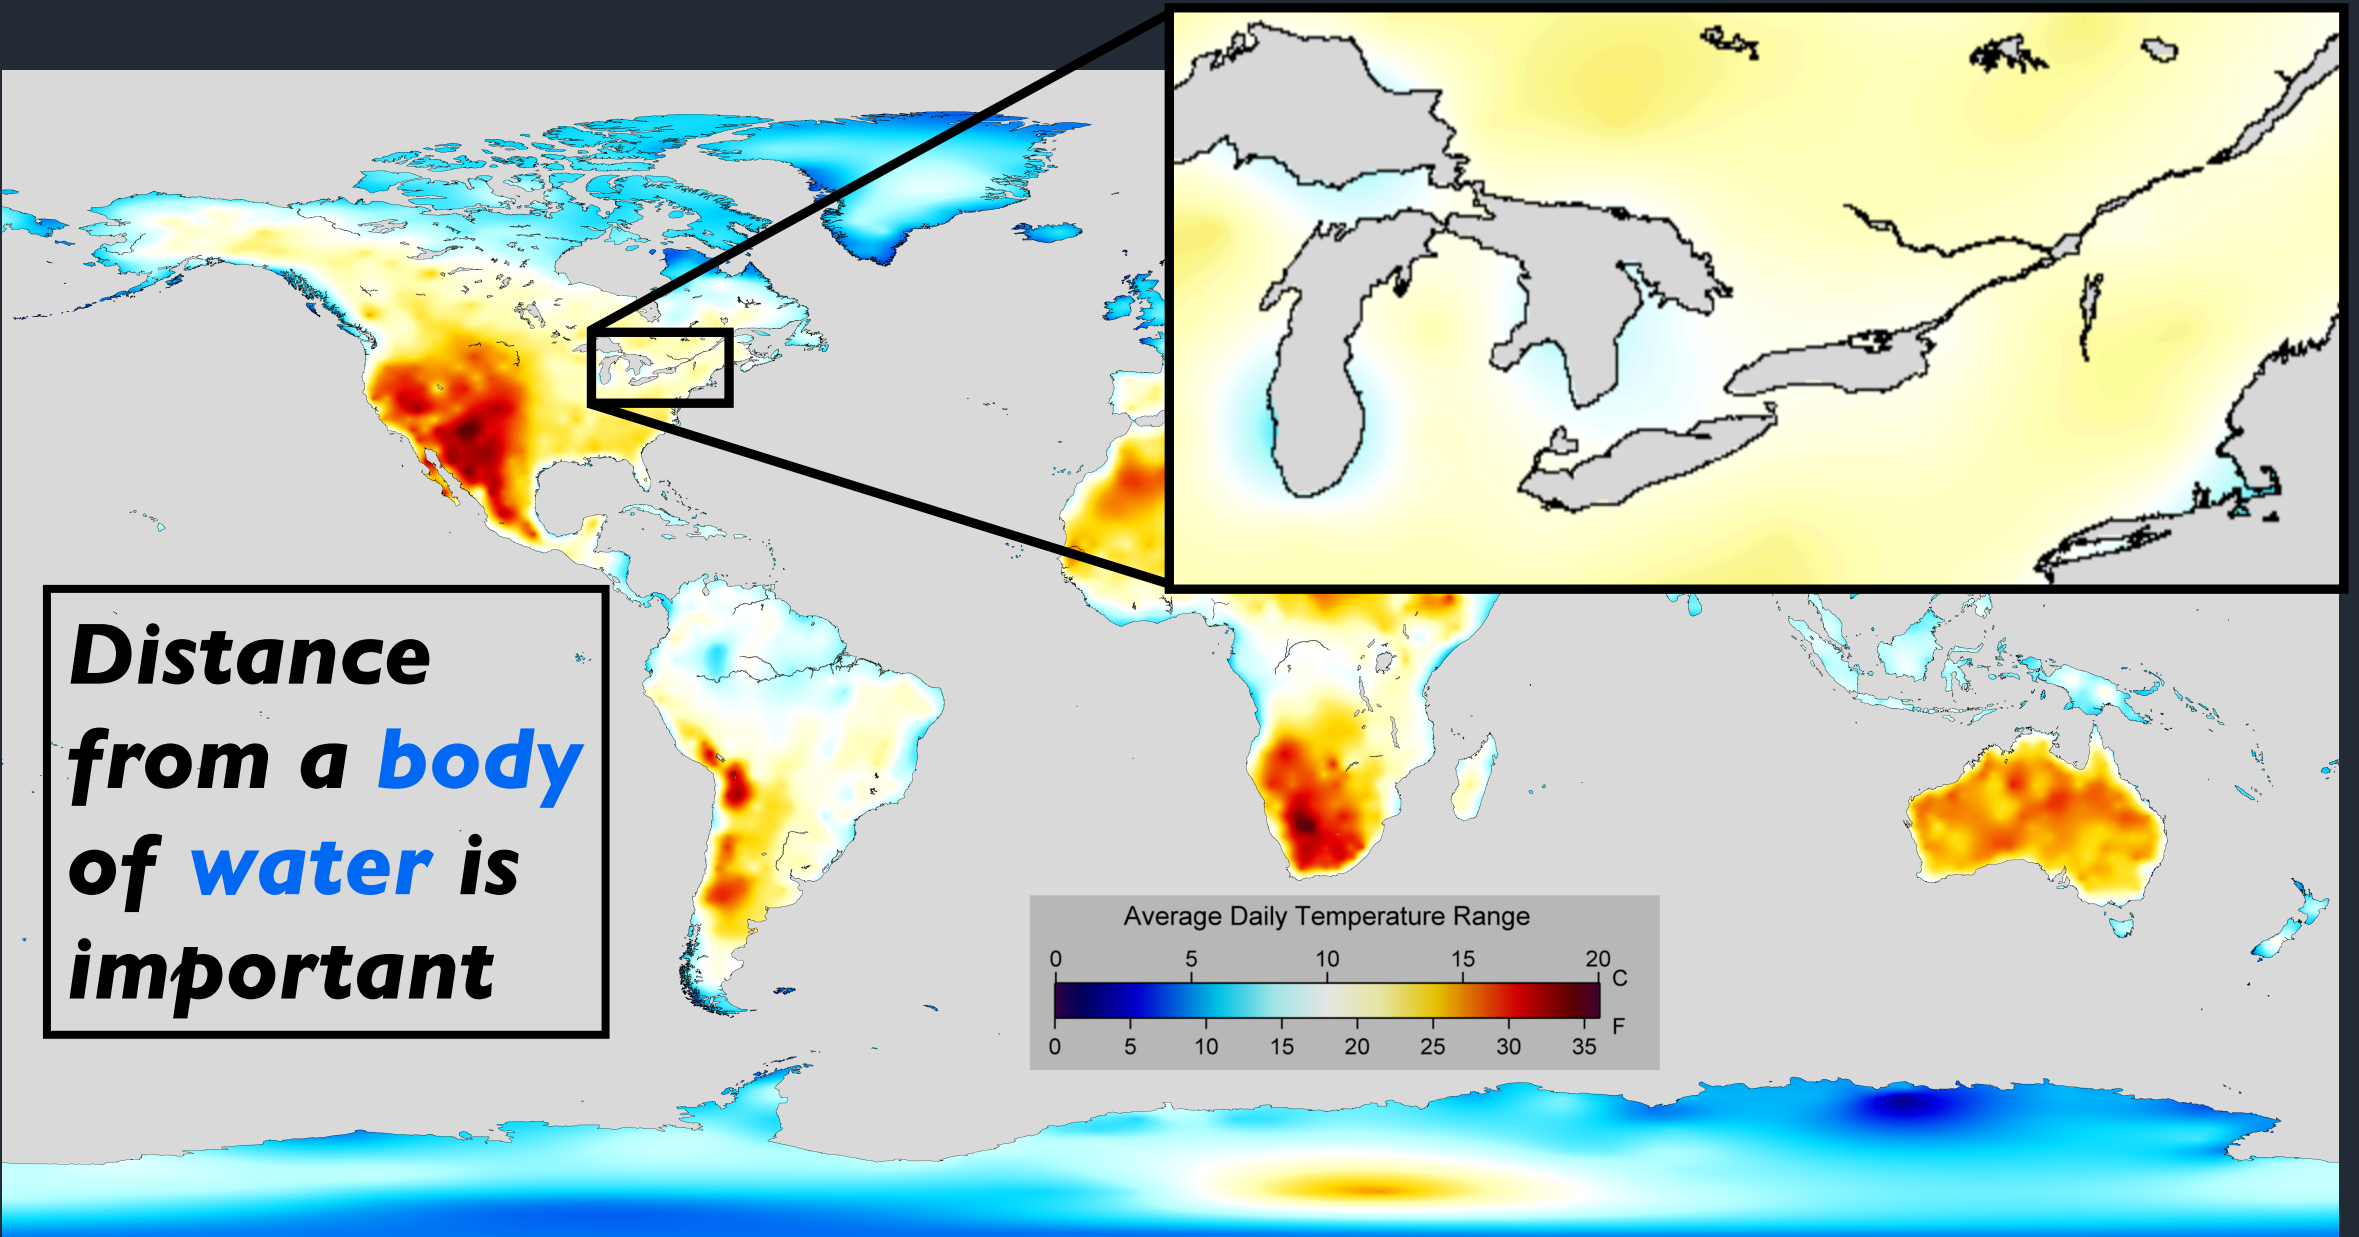 Distance
from a body
of water is
important
Average Daily Temperature Range
0 5 10 15 20
C
F
0 5 10 15 20 25 30 35